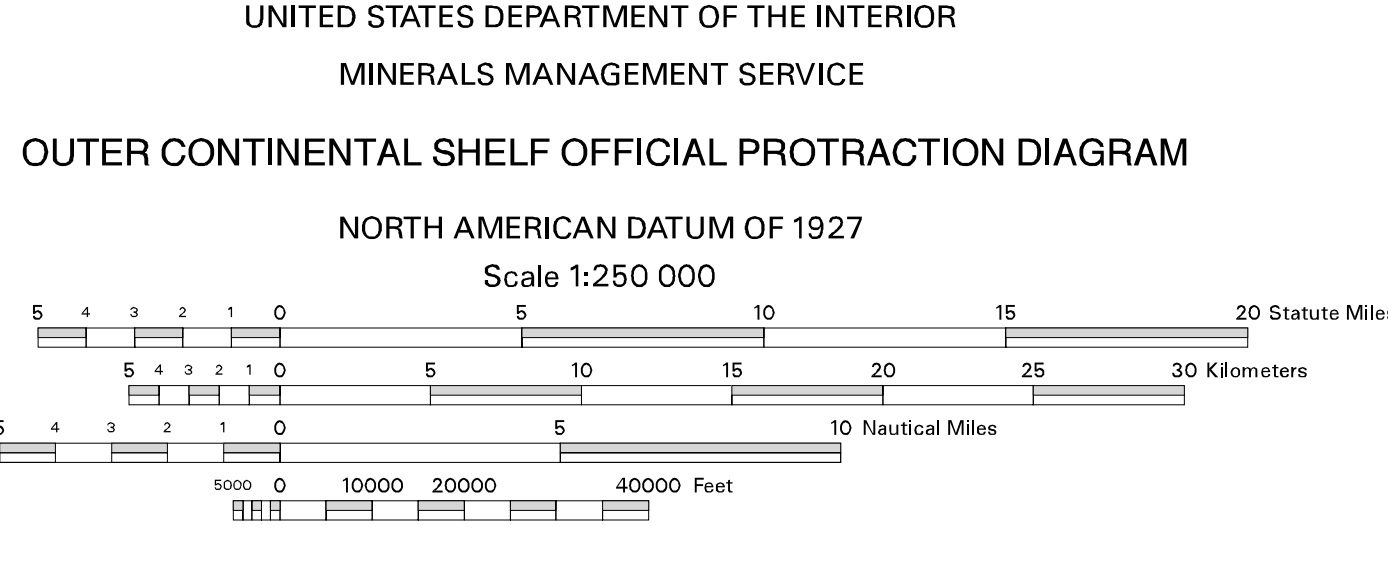 UNITED STATES DEPARTMENT OF THE INTERIOR
MINERALS MANAGEMENT SERVICE
OUTER CONTINENTAL SHELF OFFICIAL PROTRACTION DIAGRAM
NORTH AMERICAN DATUM OF 1927
Scale 1:250 000
5 4 3 2 1 0 5 10 15 20 Statute Miles
5 4 3 2 1 0 5 10 15 20 25 30 Kilometers
5 4 3 2 1 0 5 10 Nautical Miles
5000 0 10000 20000 40000 Feet